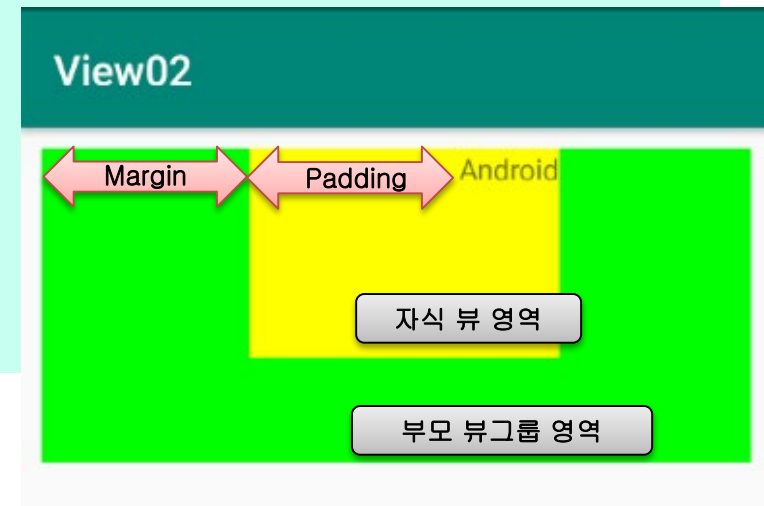 View02
Margin
Padding
Android
자식 뷰 영역
부모 뷰그룹 영역